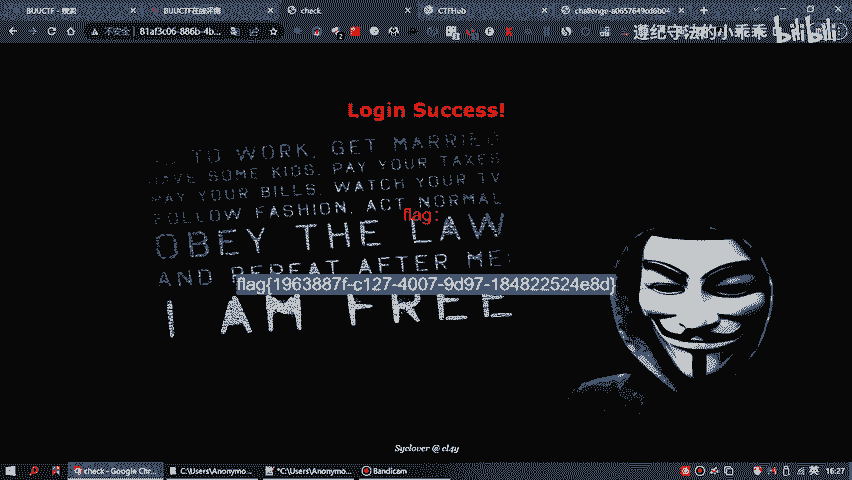 BUUCTF - 搜索
BUUCTF在线评测
check
CTFHub
challenge-a0657649cd6b04
不安全
81af3c06-886b-4b...
遵纪守法的小乖乖
bilibili
Login Success!
TO WORK, GET MARRIED
HAVE SOME KIDS, PAY YOUR TAXES
PAY YOUR BILLS, WATCH YOUR TV
FOLLOW FASHION, ACT NORMAL
flag:
OBEY THE LAW
AND REPEAT AFTER ME:
flag{1963887f-c127-4007-9d97-184822524e8d}
I AM FREE
Syclover @ cl4y
check - Google Chr...
C:\Users\Anonymo...
*C:\Users\Anonymo...
Bandicam
英
16:27